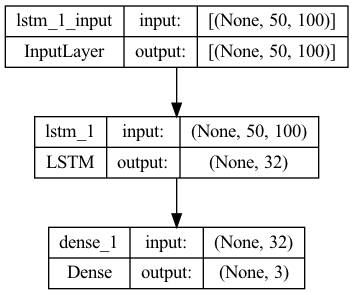 lstm_1_input input: [(None, 50, 100)]
InputLayer output: [(None, 50, 100)]
lstm_1 input: (None, 50, 100)
LSTM output: (None, 32)
dense_1 input: (None, 32)
Dense output: (None, 3)